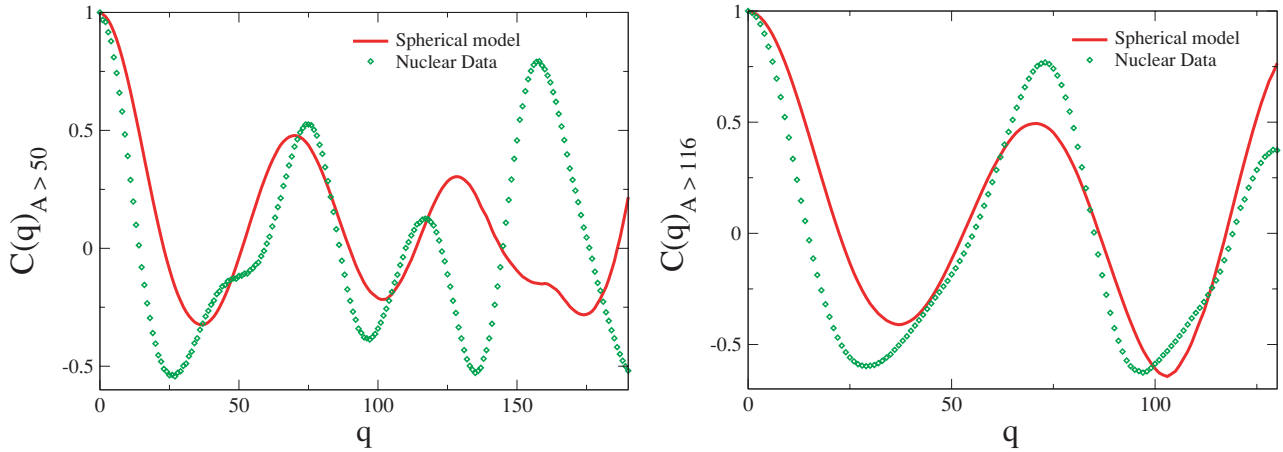 1
0.5
0
-0.5
0
50
100
150
q
C(q)A > 50
Spherical model
Nuclear Data
1
0.5
0
-0.5
0
50
100
q
C(q)A > 116
Spherical model
Nuclear Data